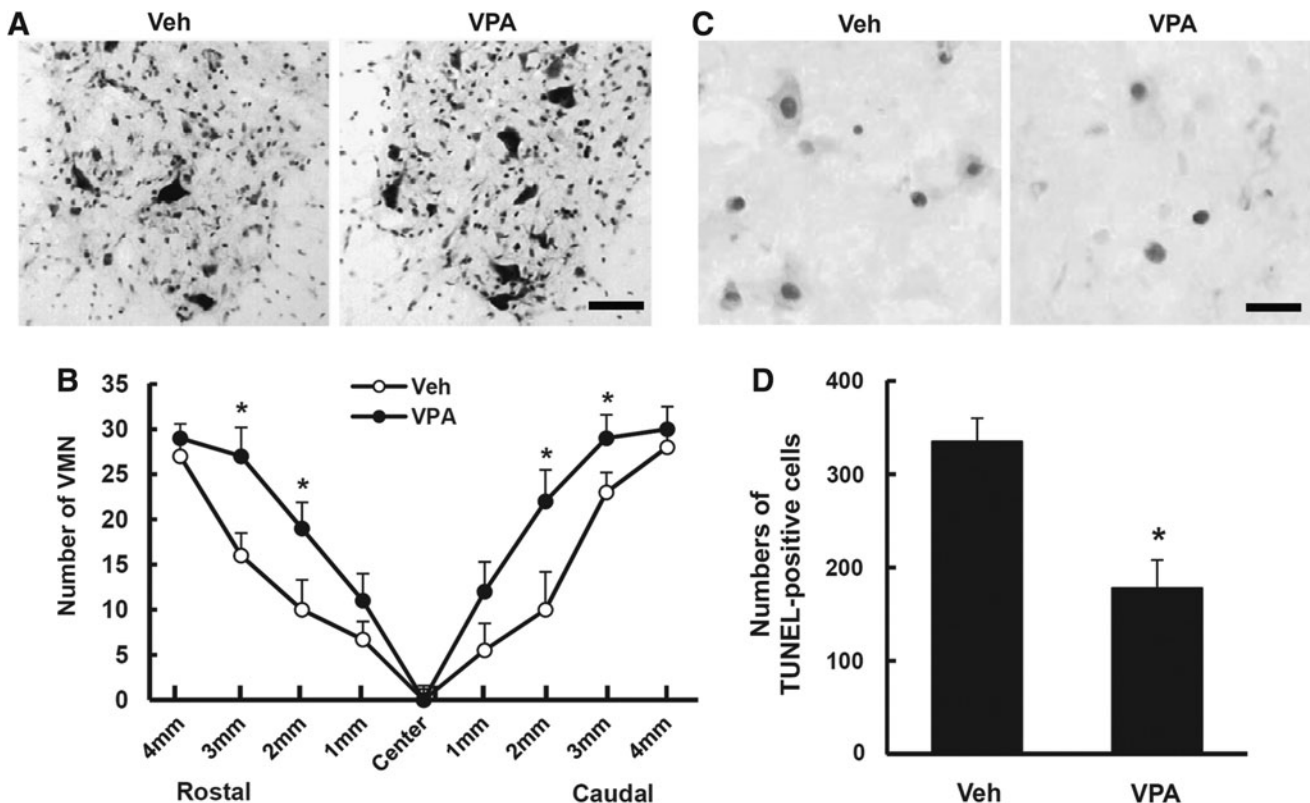 A
Veh
VPA
C
Veh
VPA
B
Number of VMN
35
30
25
20
15
10
5
0
Veh
VPA
*
*
*
*
4mm
3mm
2mm
1mm
Center
1mm
2mm
3mm
4mm
Rostal
Caudal
D
Numbers of
TUNEL-positive cells
400
300
200
100
0
*
Veh
VPA